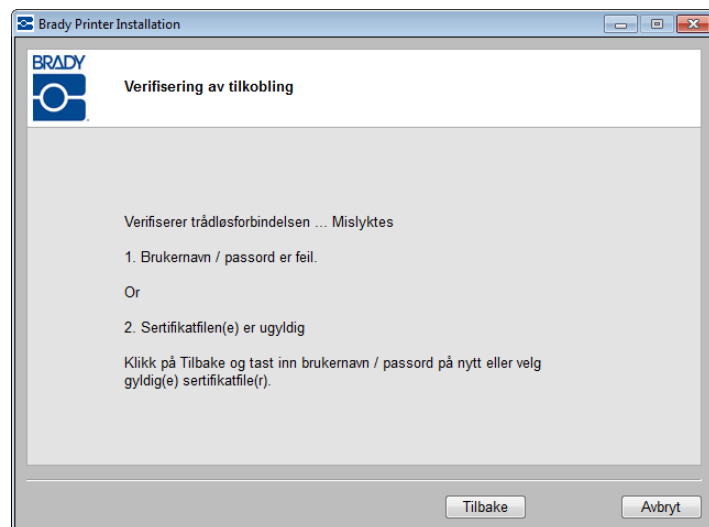 Brady Printer Installation
BRADY
Verifisering av tilkobling
Verifiserer trådløsforbindelsen ... Mislyktes
1. Brukernavn / passord er feil.
Or
2. Sertifikatfilen(e) er ugyldig
Klikk på Tilbake og tast inn brukernavn / passord på nytt eller velg
gyldig(e) sertifikatfile(r).
Tilbake
Avbryt